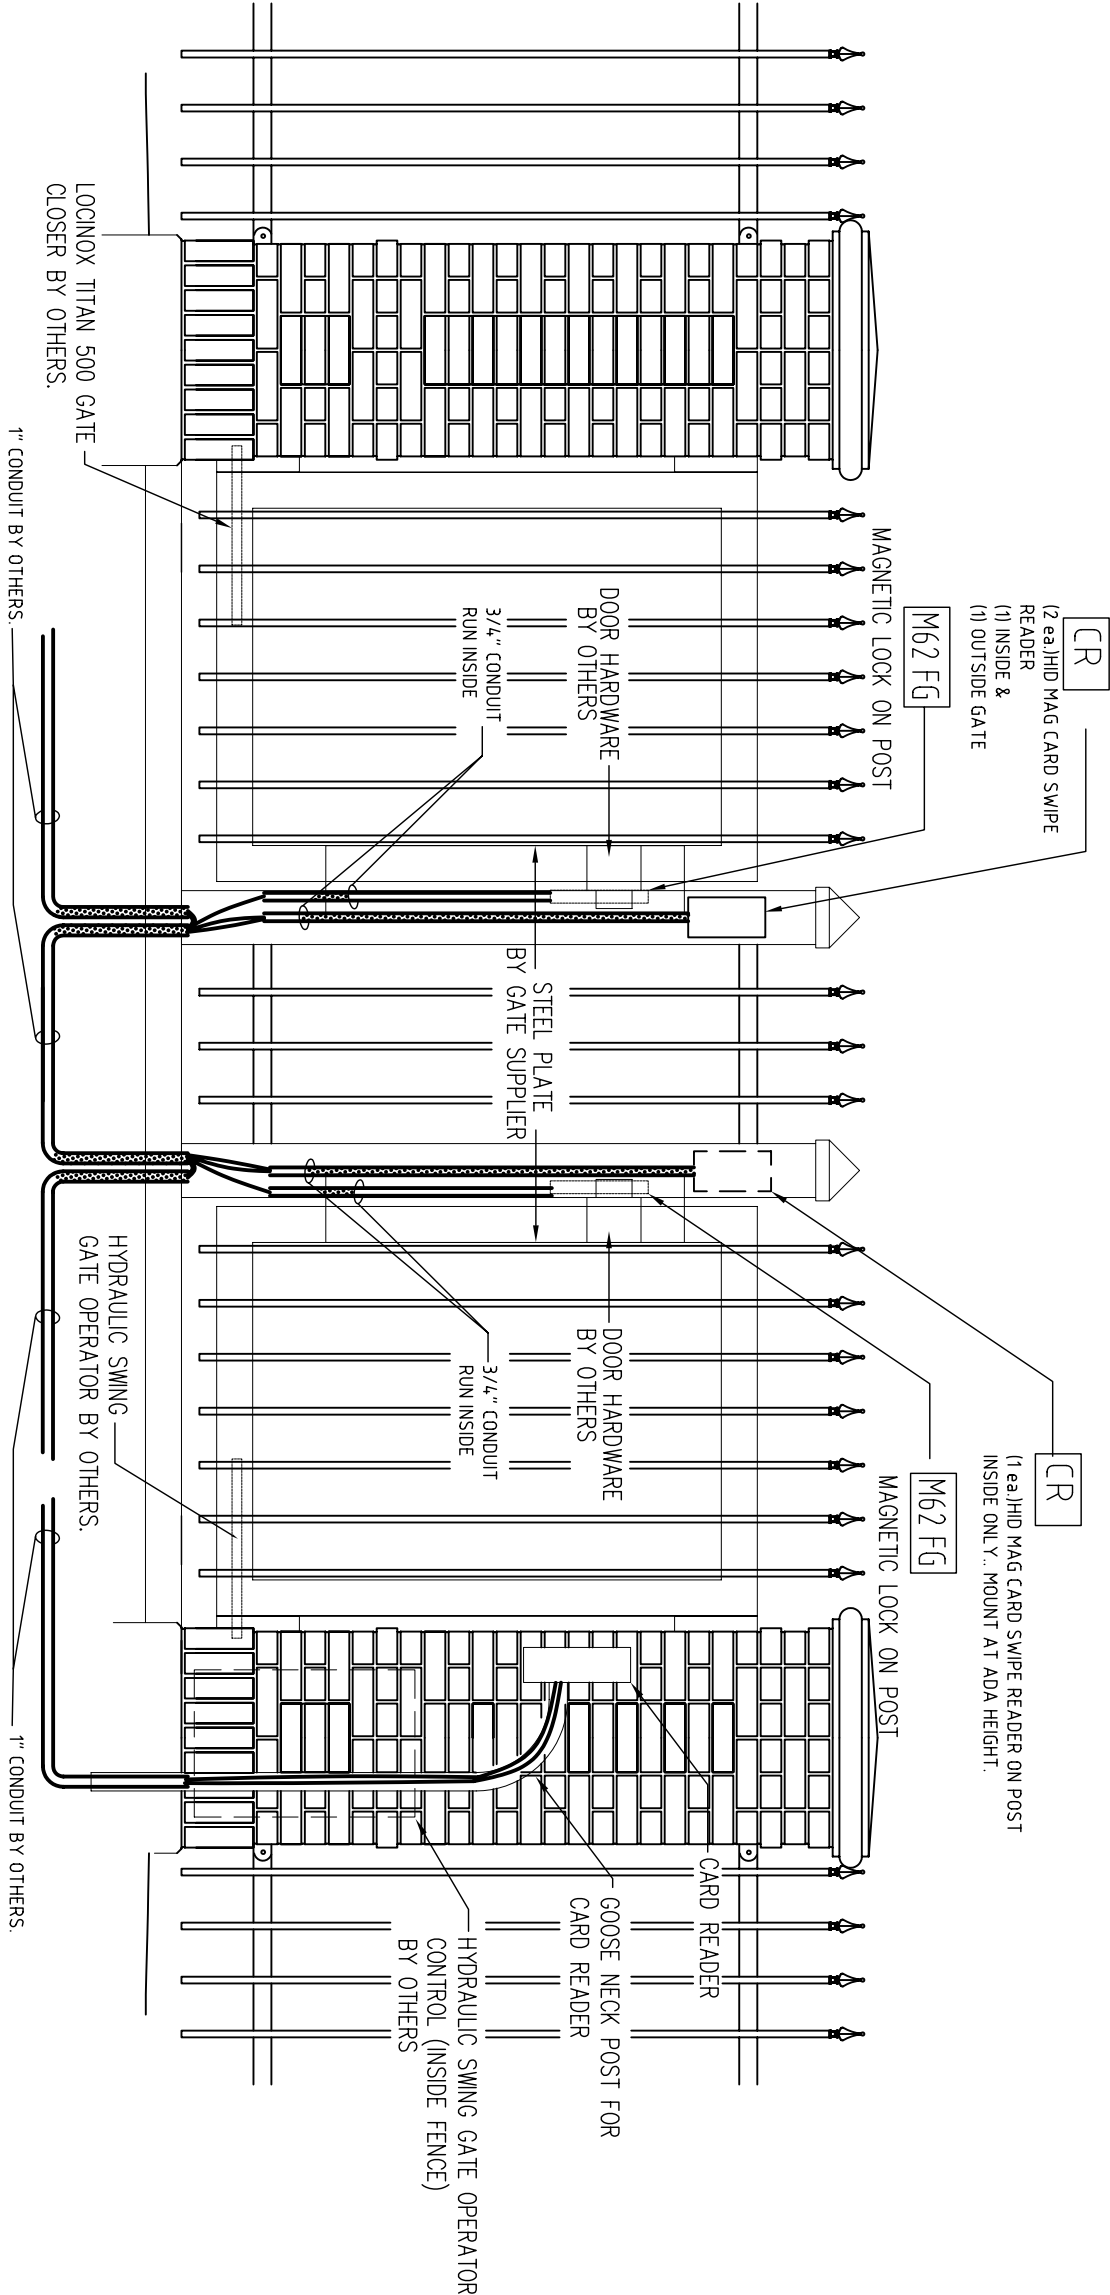 CR
(2 ea.)HID MAG CARD SWIPE
READER
(1) INSIDE &
(1) OUTSIDE GATE
M62 FG
MAGNETIC LOCK ON POST
DOOR HARDWARE
BY OTHERS
3/4" CONDUIT
RUN INSIDE
LOCINOX TITAN 500 GATE
CLOSER BY OTHERS.
1" CONDUIT BY OTHERS.
STEEL PLATE
BY GATE SUPPLIER
CR
(1 ea.)HID MAG CARD SWIPE READER ON POST
INSIDE ONLY.. MOUNT AT ADA HEIGHT.
M62 FG
MAGNETIC LOCK ON POST
DOOR HARDWARE
BY OTHERS
3/4" CONDUIT
RUN INSIDE
HYDRAULIC SWING
GATE OPERATOR BY OTHERS.
CARD READER
GOOSE NECK POST FOR
CARD READER
HYDRAULIC SWING GATE OPERATOR
CONTROL (INSIDE FENCE)
BY OTHERS
1" CONDUIT BY OTHERS.